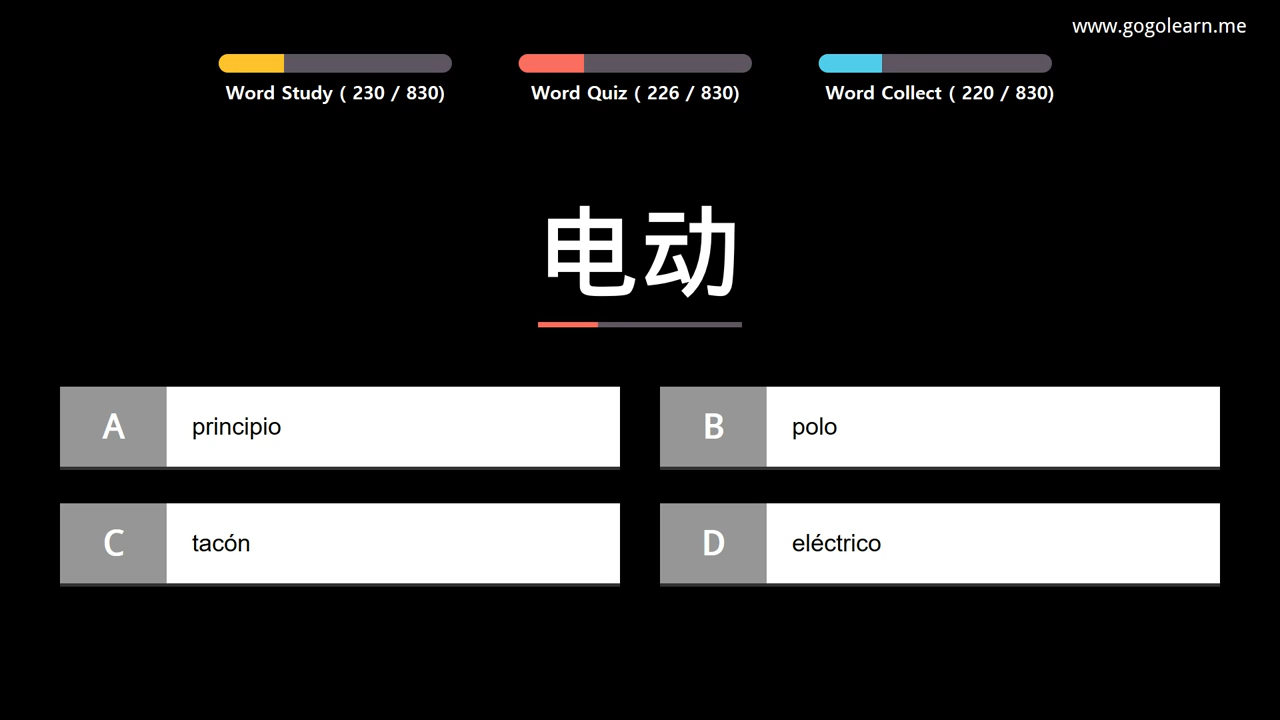 www.gogolearn.me
Word Study ( 230 / 830)
Word Quiz ( 226 / 830)
Word Collect ( 220 / 830)
电动
A principio
B polo
C tacón
D eléctrico